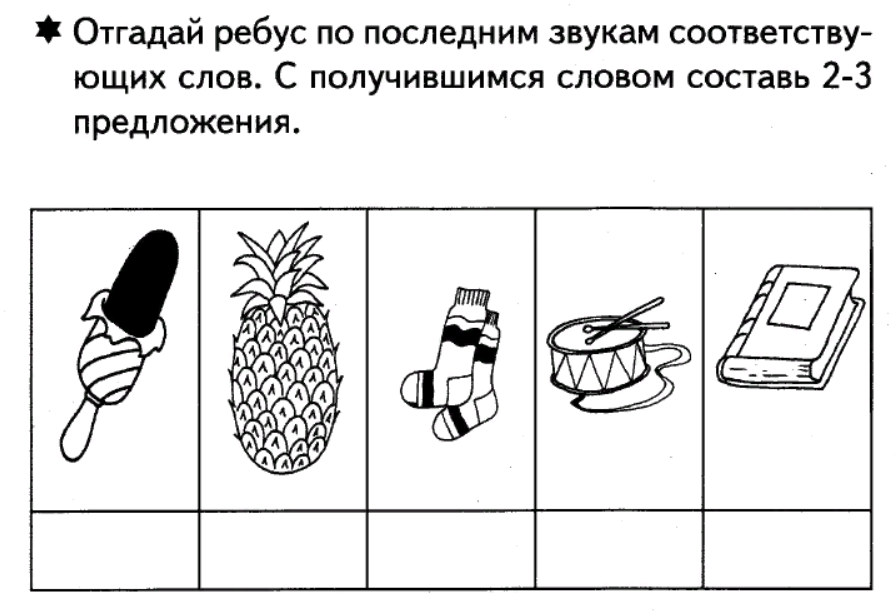 ✶ Отгадай ребус по последним звукам соответству-
ющих слов. С получившимся словом составь 2-3
предложения.